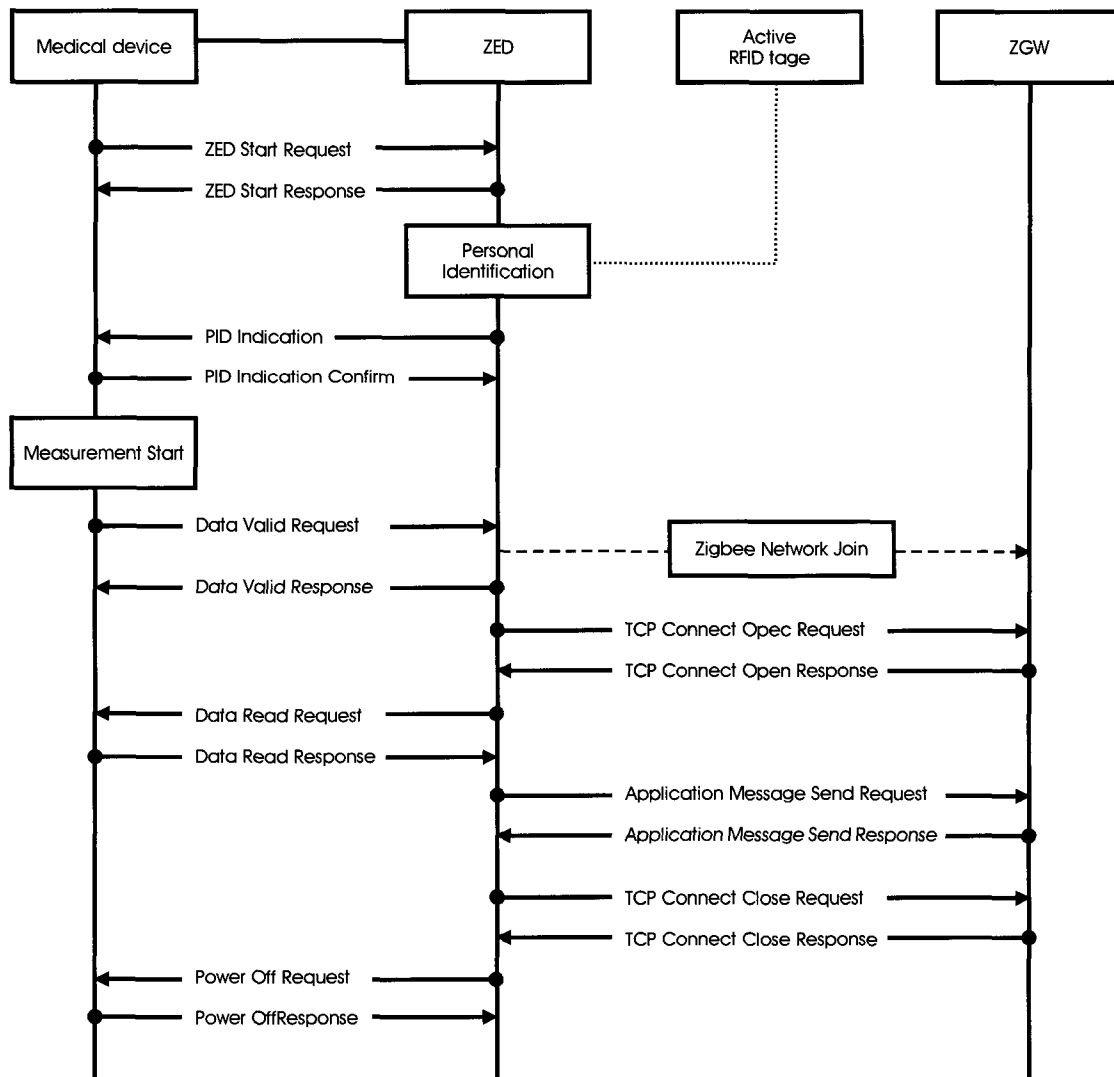 Medical device
ZED
Active
RFID tage
ZGW
ZED Start Request
ZED Start Response
Personal
Identification
PID Indication
PID Indication Confirm
Measurement Start
Data Valid Request
Zigbee Network Join
Data Valid Response
TCP Connect Opec Request
TCP Connect Open Response
Data Read Request
Data Read Response
Application Message Send Request
Application Message Send Response
TCP Connect Close Request
TCP Connect Close Response
Power Off Request
Power OffResponse